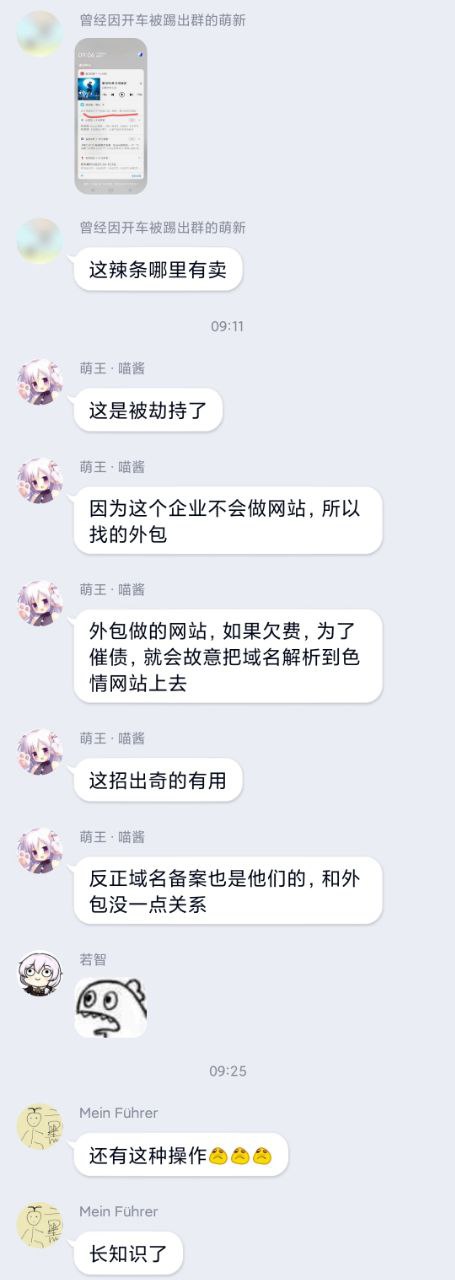 曾经因开车被踢出群的萌新
09:06
曾经因开车被踢出群的萌新
这辣条哪里有卖
09:11
萌王 · 喵酱
这是被劫持了
萌王 · 喵酱
因为这个企业不会做网站，所以
找的外包
萌王 · 喵酱
外包做的网站，如果欠费，为了
催债，就会故意把域名解析到色
情网站上去
萌王 · 喵酱
这招出奇的有用
萌王 · 喵酱
反正域名备案也是他们的，和外
包没一点关系
若智
09:25
Mein Führer
还有这种操作
Mein Führer
长知识了